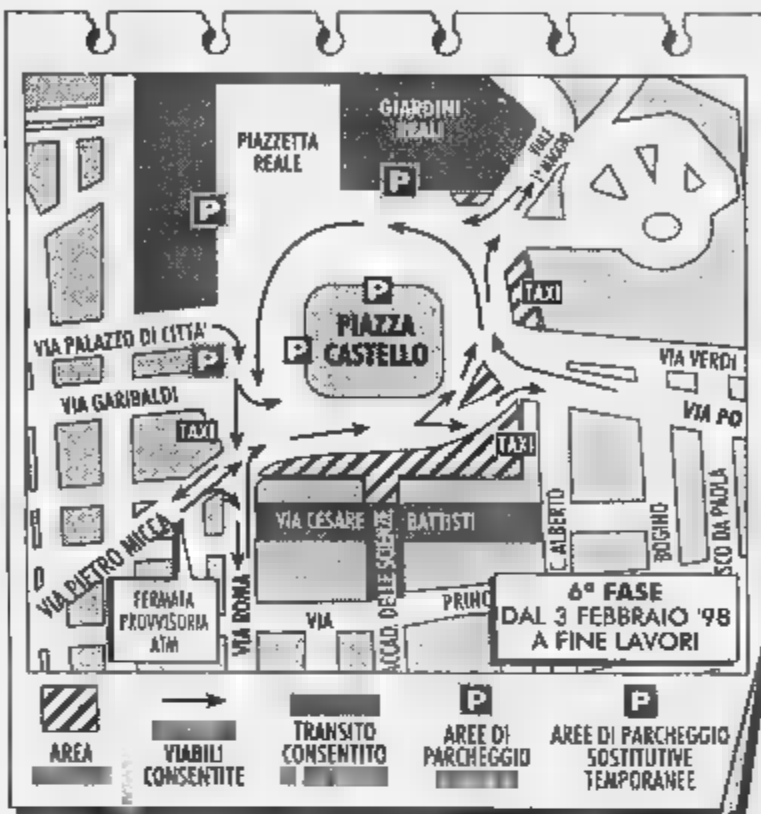 GIARDINI
REALI
PIAZZETTA
REALE
VIALE
1° MAGGIO
P
P
TAXI
P
PIAZZA
CASTELLO
P
VIA PALAZZO DI CITTA'
P
VIA VERDI
VIA GARIBALDI
VIA PO
TAXI
TAXI
VIA CESARE BATTISTI
VIA PIETRO MICCA
ACCAD. DELLE SCIENZE
C. ALBERTO
BOGINO
SCO DA PAOLA
FERMATA
PROVVISORIA
ATM
VIA ROMA
VIA
PRINC
6ª FASE
DAL 3 FEBBRAIO '98
A FINE LAVORI
AREA
VIABILI
CONSENTITE
TRANSITO
CONSENTITO
P
AREE DI
PARCHEGGIO
P
AREE DI PARCHEGGIO
SOSTITUTIVE
TEMPORANEE